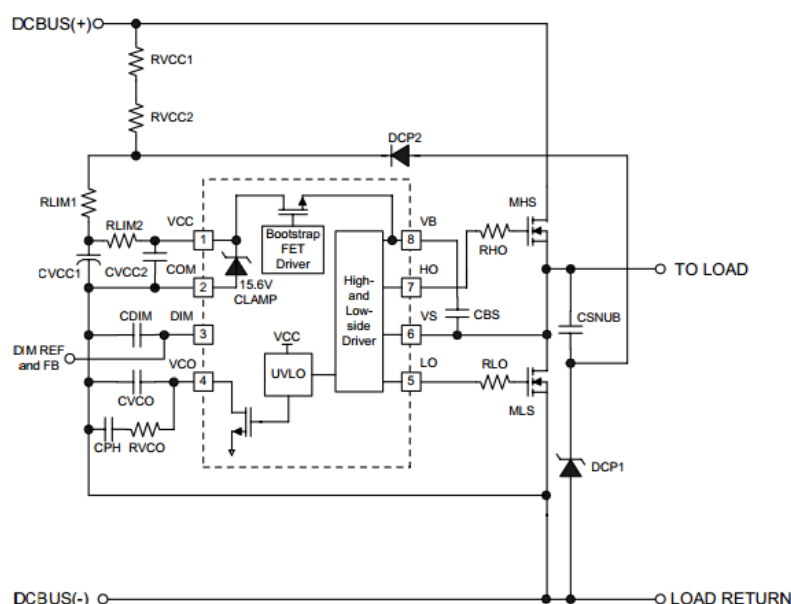 DCBUS(+)
RVCC1
RVCC2
DCP2
RLIM1
MHS
RLIM2
VCC
1
Bootstrap
FET
Driver
8
VB
RHO
CVCC1
CVCC2
COM
2
15.6V
CLAMP
High-
and
Low-
side
Driver
7
HO
TO LOAD
CDIM
DIM
3
6
VS
CBS
CSNUB
DIM REF
and FB
VCC
VCO
4
UVLO
5
LO
RLO
CVCO
MLS
CPH
RVCO
DCP1
DCBUS(-)
LOAD RETURN